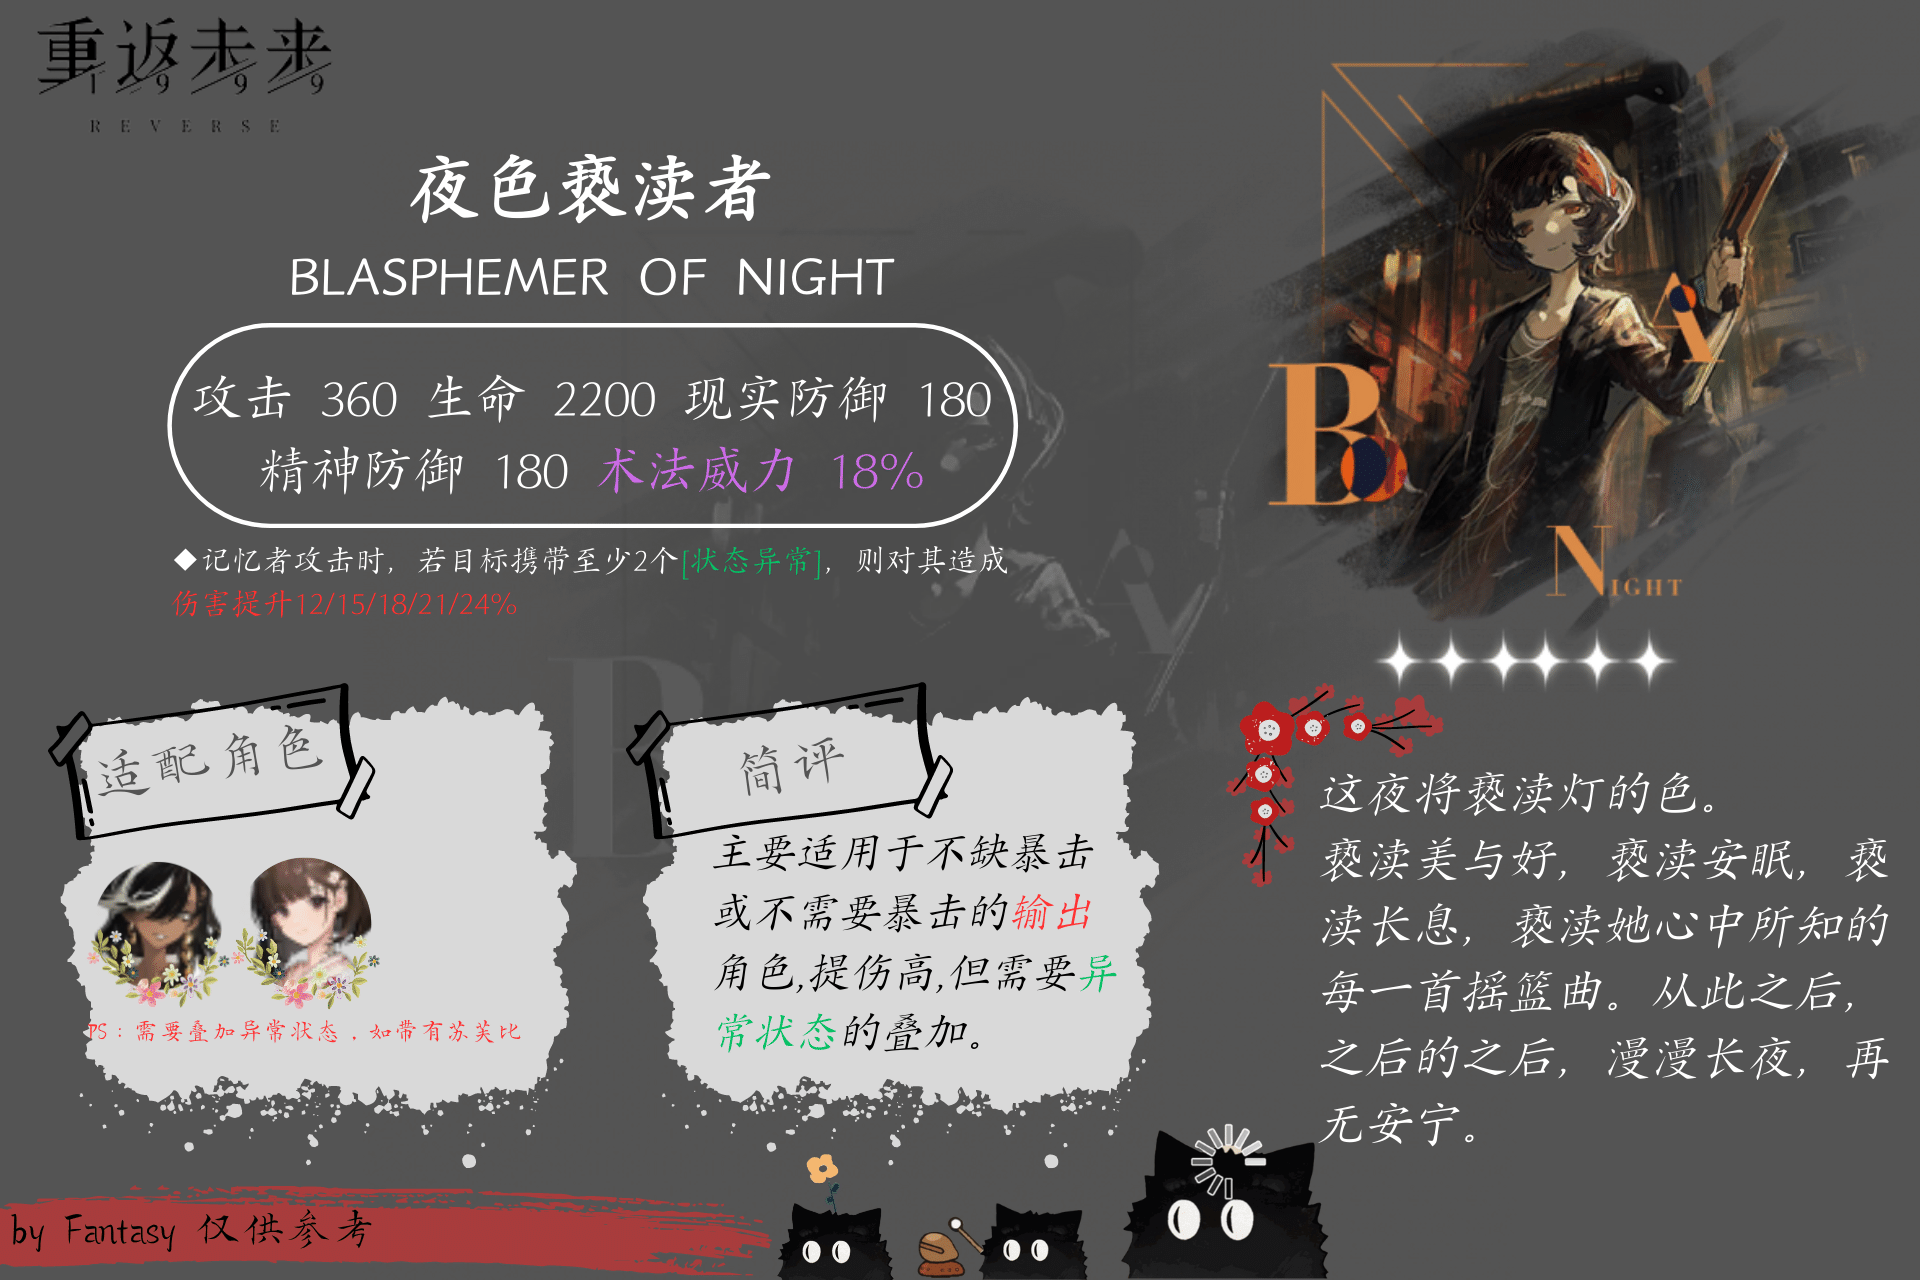 重返未来
1 9 9 9
REVERSE
夜色亵渎者
BLASPHEMER OF NIGHT
攻击 360 生命 2200 现实防御 180
精神防御 180 术法威力 18%
◆记忆者攻击时，若目标携带至少2个[状态异常]，则对其造成
伤害提升12/15/18/21/24%
B
A
NIGHT
适配角色
PS：需要叠加异常状态，如带有苏芙比
简评
主要适用于不缺暴击
或不需要暴击的输出
角色,提伤高,但需要异
常状态的叠加。
这夜将亵渎灯的色。
亵渎美与好，亵渎安眠，亵
渎长息，亵渎她心中所知的
每一首摇篮曲。从此之后，
之后的之后，漫漫长夜，再
无安宁。
by Fantasy 仅供参考